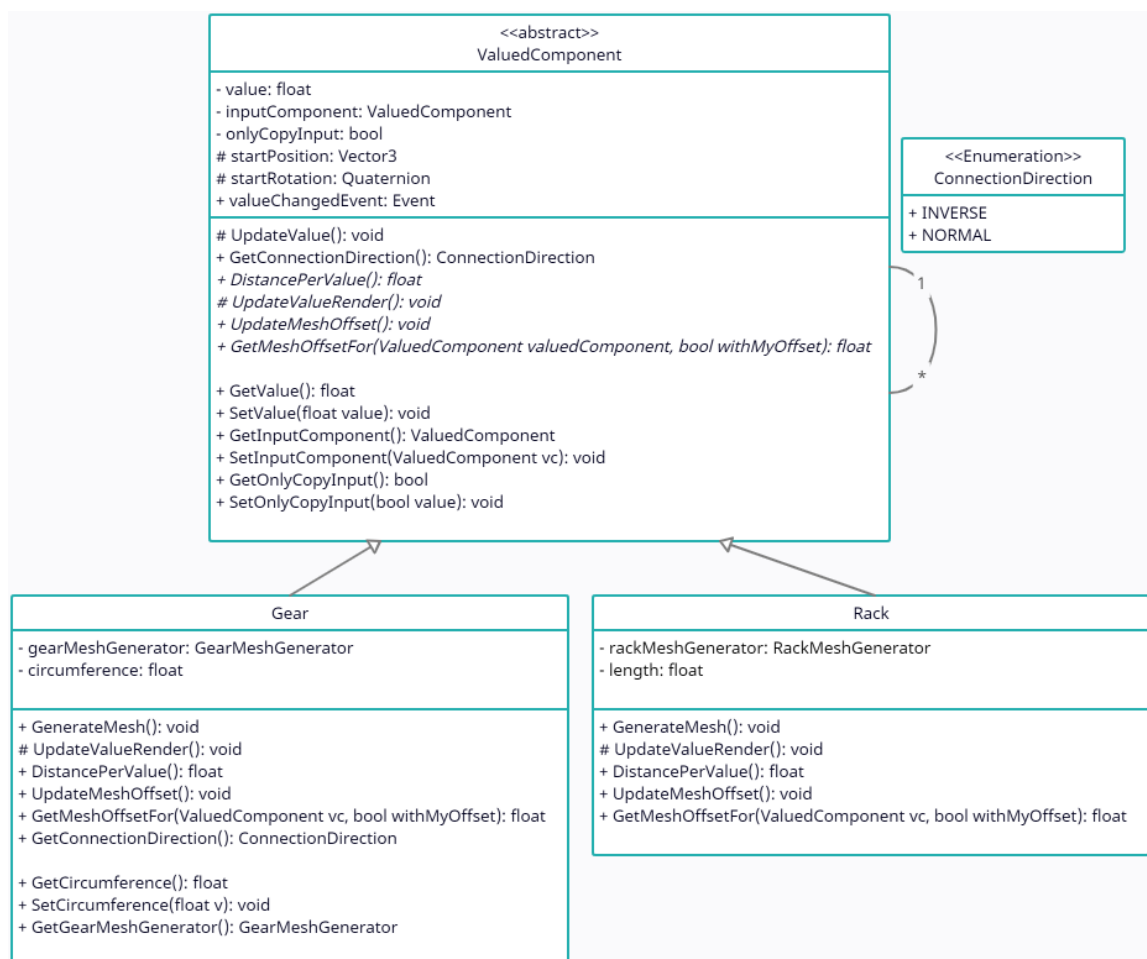 <<abstract>>
ValuedComponent
- value: float
- inputComponent: ValuedComponent
- onlyCopyInput: bool
# startPosition: Vector3
# startRotation: Quaternion
+ valueChangedEvent: Event
# UpdateValue(): void
+ GetConnectionDirection(): ConnectionDirection
+ DistancePerValue(): float
# UpdateValueRender(): void
+ UpdateMeshOffset(): void
+ GetMeshOffsetFor(ValuedComponent valuedComponent, bool withMyOffset): float
+ GetValue(): float
+ SetValue(float value): void
+ GetInputComponent(): ValuedComponent
+ SetInputComponent(ValuedComponent vc): void
+ GetOnlyCopyInput(): bool
+ SetOnlyCopyInput(bool value): void
<<Enumeration>>
ConnectionDirection
+ INVERSE
+ NORMAL
1
*
Gear
- gearMeshGenerator: GearMeshGenerator
- circumference: float
+ GenerateMesh(): void
# UpdateValueRender(): void
+ DistancePerValue(): float
+ UpdateMeshOffset(): void
+ GetMeshOffsetFor(ValuedComponent vc, bool withMyOffset): float
+ GetConnectionDirection(): ConnectionDirection
+ GetCircumference(): float
+ SetCircumference(float v): void
+ GetGearMeshGenerator(): GearMeshGenerator
Rack
- rackMeshGenerator: RackMeshGenerator
- length: float
+ GenerateMesh(): void
# UpdateValueRender(): void
+ DistancePerValue(): float
+ UpdateMeshOffset(): void
+ GetMeshOffsetFor(ValuedComponent vc, bool withMyOffset): float